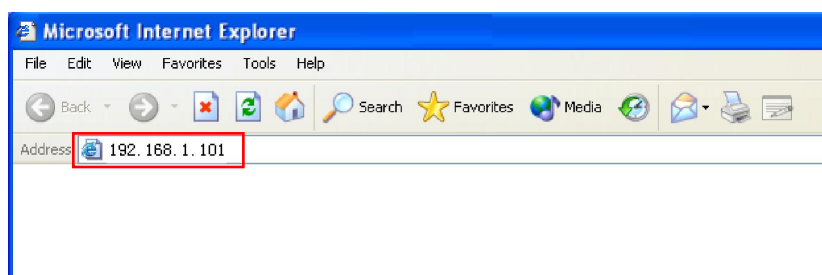 Microsoft Internet Explorer
File Edit View Favorites Tools Help
Back Search Favorites Media
Address 192.168.1.101